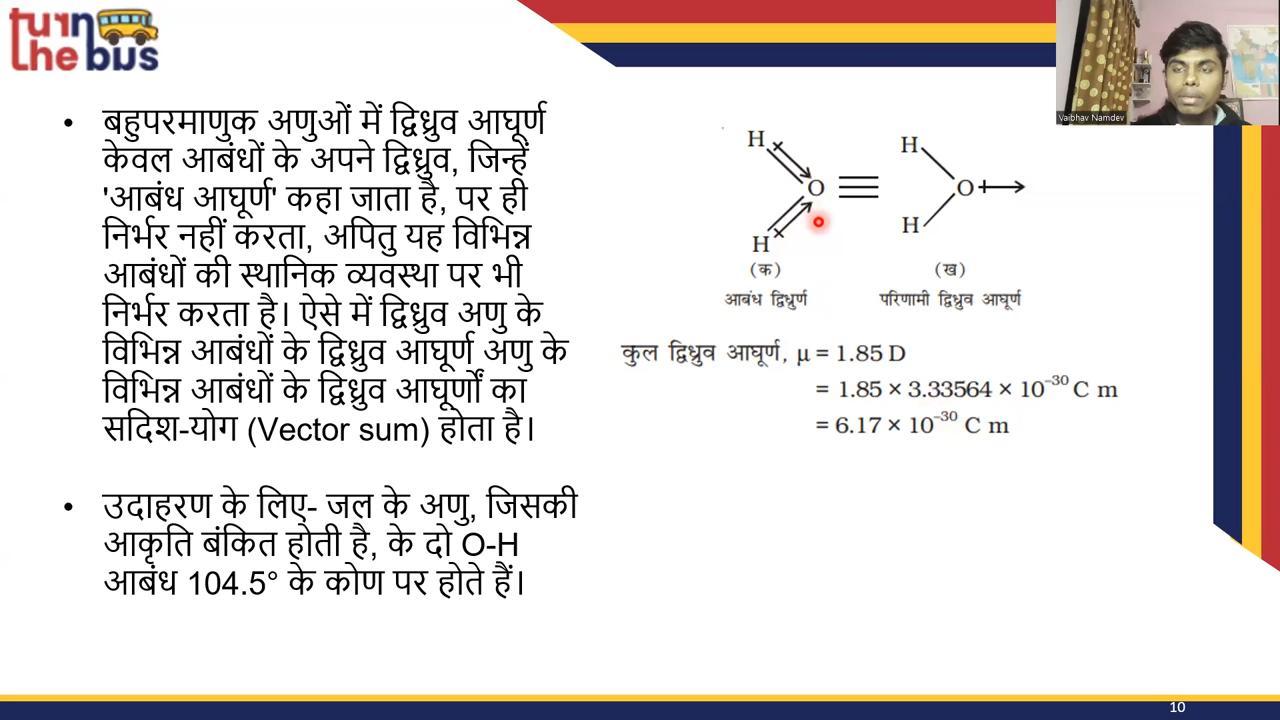 turn
the bus
Vaibhav Namdev
बहुपरमाणुक अणुओं में द्विध्रुव आघूर्ण
केवल आबंधों के अपने द्विध्रुव, जिन्हें
'आबंध आघूर्ण' कहा जाता है, पर ही
निर्भर नहीं करता, अपितु यह विभिन्न
आबंधों की स्थानिक व्यवस्था पर भी
निर्भर करता है। ऐसे में द्विध्रुव अणु के
विभिन्न आबंधों के द्विध्रुव आघूर्ण अणु के
विभिन्न आबंधों के द्विध्रुव आघूर्णों का
सदिश-योग (Vector sum) होता है।
उदाहरण के लिए- जल के अणु, जिसकी
आकृति बंकित होती है, के दो O-H
आबंध 104.5° के कोण पर होते हैं।
H H
O O
H H
(क) (ख)
आबंध द्विध्रुर्ण परिणामी द्विध्रुव आघूर्ण
कुल द्विध्रुव आघूर्ण, μ = 1.85 D
= 1.85 × 3.33564 × 10⁻³⁰ C m
= 6.17 × 10⁻³⁰ C m
10